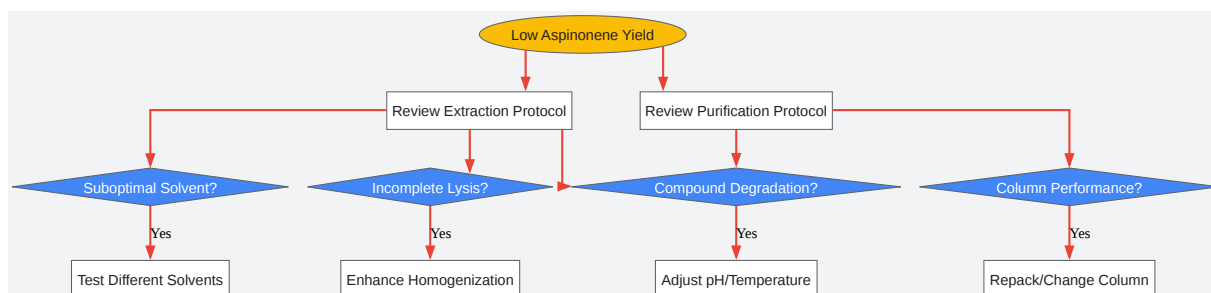 Low Aspinonene Yield
Review Extraction Protocol
Review Purification Protocol
Suboptimal Solvent?
Incomplete Lysis?
Compound Degradation?
Column Performance?
Yes
Yes
Yes
Yes
Test Different Solvents
Enhance Homogenization
Adjust pH/Temperature
Repack/Change Column